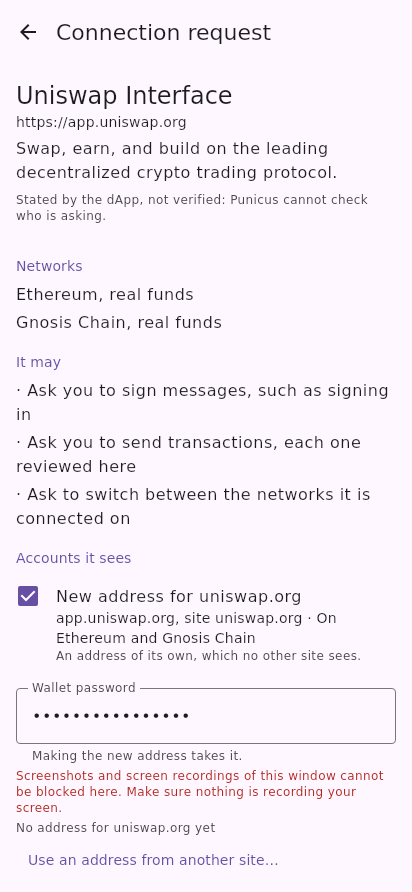 Connection request
Uniswap Interface
https://app.uniswap.org
Swap, earn, and build on the leading
decentralized crypto trading protocol.
Stated by the dApp, not verified: Punicus cannot check
who is asking.
Networks
Ethereum, real funds
Gnosis Chain, real funds
It may
· Ask you to sign messages, such as signing
in
· Ask you to send transactions, each one
reviewed here
· Ask to switch between the networks it is
connected on
Accounts it sees
New address for uniswap.org
app.uniswap.org, site uniswap.org · On
Ethereum and Gnosis Chain
An address of its own, which no other site sees.
Wallet password
••••••••••••••••
Making the new address takes it.
Screenshots and screen recordings of this window cannot
be blocked here. Make sure nothing is recording your
screen.
No address for uniswap.org yet
Use an address from another site…